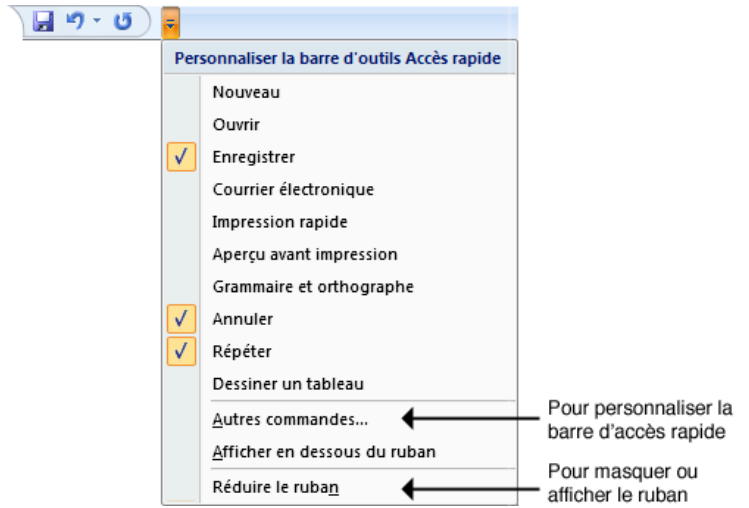 Personnaliser la barre d'outils Accès rapide
Nouveau
Ouvrir
Enregistrer
Courrier électronique
Impression rapide
Aperçu avant impression
Grammaire et orthographe
Annuler
Répéter
Dessiner un tableau
Autres commandes...
Afficher en dessous du ruban
Réduire le ruban
Pour personnaliser la
barre d'accès rapide
Pour masquer ou
afficher le ruban